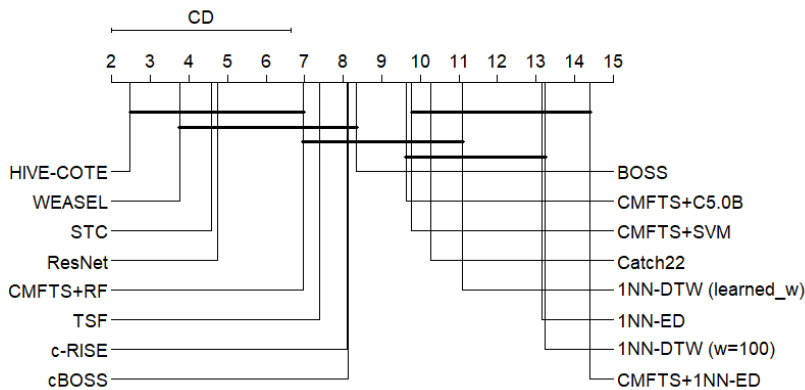 CD
2 3 4 5 6 7 8 9 10 11 12 13 14 15
HIVE-COTE
WEASEL
STC
ResNet
CMFTS+RF
TSF
c-RISE
cBOSS
BOSS
CMFTS+C5.0B
CMFTS+SVM
Catch22
1NN-DTW (learned_w)
1NN-ED
1NN-DTW (w=100)
CMFTS+1NN-ED